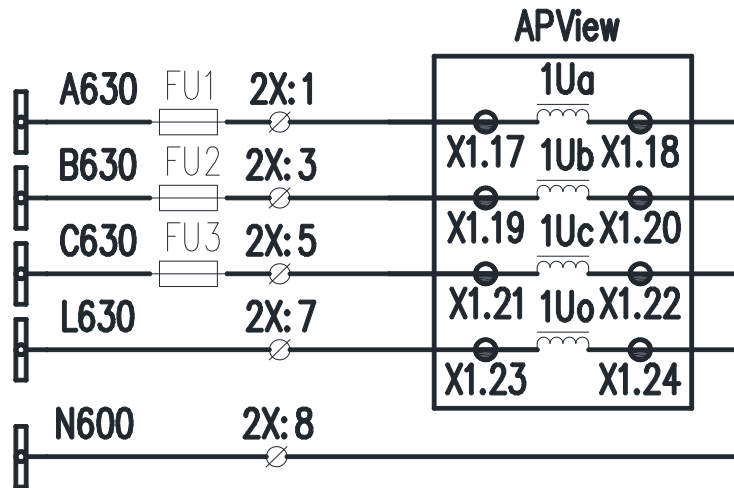 APView
A630 FU1 2X:1 1Ua
X1.17 X1.18
B630 FU2 2X:3 1Ub
X1.19 X1.20
C630 FU3 2X:5 1Uc
X1.21 X1.22
L630 2X:7 1Uo
X1.23 X1.24
N600 2X:8